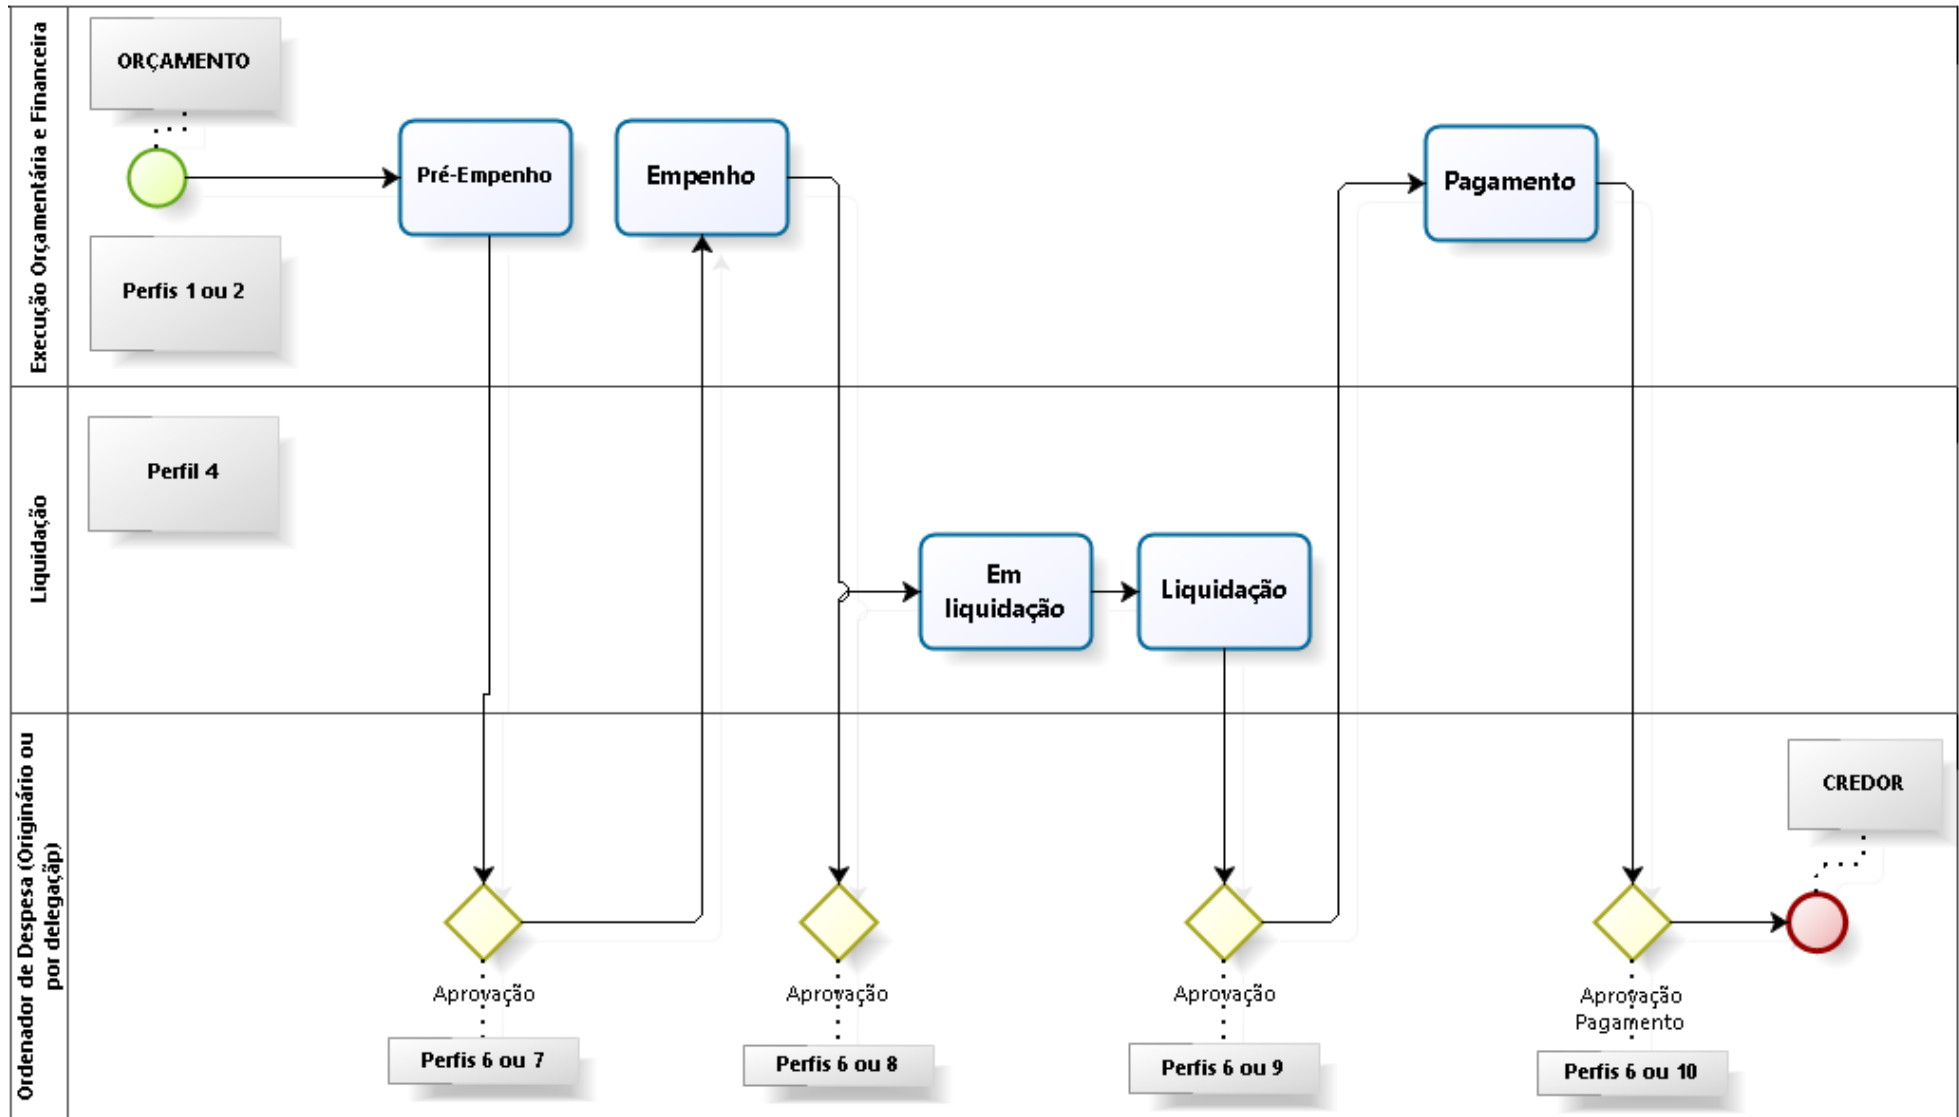 Execução Orçamentária e Financeira
ORÇAMENTO
Pré-Empenho
Empenho
Pagamento
Perfis 1 ou 2
Liquidação
Perfil 4
Em
liquidação
Liquidação
Ordenador de Despesa (Originário ou
por delegaçãp)
CREDOR
Aprovação
Aprovação
Aprovação
Aprovação
Pagamento
Perfis 6 ou 7
Perfis 6 ou 8
Perfis 6 ou 9
Perfis 6 ou 10